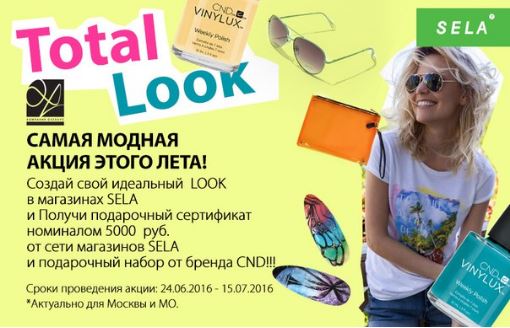 Total
Look
SELA
CND
VINYLUX
Weekly Polish
САМАЯ МОДНАЯ
АКЦИЯ ЭТОГО ЛЕТА!
Создай свой идеальный LOOK
в магазинах SELA
и Получи подарочный сертификат
номиналом 5000 руб.
от сети магазинов SELA
и подарочный набор от бренда CND!!!
Сроки проведения акции: 24.06.2016 - 15.07.2016
*Актуально для Москвы и МО.
CND
VINYLUX
Weekly Polish